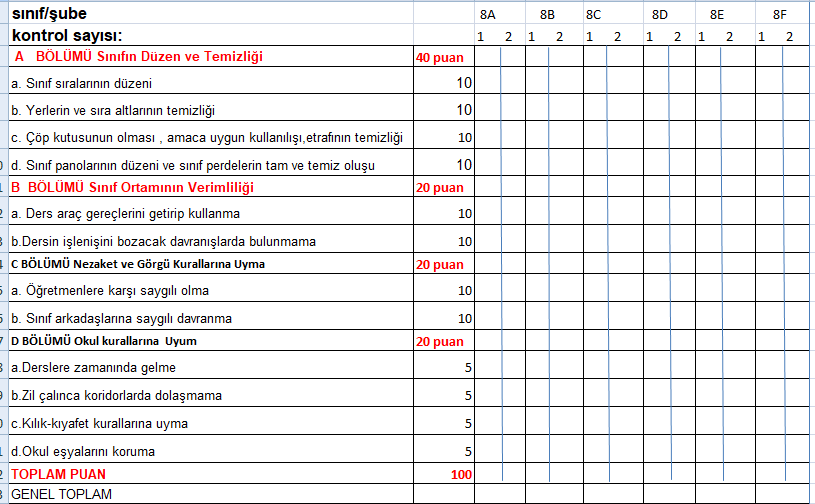 sınıf/şube 8A 8B 8C 8D 8E 8F
kontrol sayısı: 1 2 1 2 1 2 1 2 1 2 1 2
A BÖLÜMÜ Sınıfın Düzen ve Temizliği 40 puan
a. Sınıf sıralarının düzeni 10
b. Yerlerin ve sıra altlarının temizliği 10
c. Çöp kutusunun olması , amaca uygun kullanılışı,etrafının temizliği 10
d. Sınıf panolarının düzeni ve sınıf perdelerin tam ve temiz oluşu 10
B BÖLÜMÜ Sınıf Ortamının Verimliliği 20 puan
a. Ders araç gereçlerini getirip kullanma 10
b.Dersin işlenişini bozacak davranışlarda bulunmama 10
C BÖLÜMÜ Nezaket ve Görgü Kurallarına Uyma 20 puan
a. Öğretmenlere karşı saygılı olma 10
b. Sınıf arkadaşlarına saygılı davranma 10
D BÖLÜMÜ Okul kurallarına Uyum 20 puan
a.Derslere zamanında gelme 5
b.Zil çalınca koridorlarda dolaşmama 5
c.Kılık-kıyafet kurallarına uyma 5
d.Okul eşyalarını koruma 5
TOPLAM PUAN 100
GENEL TOPLAM